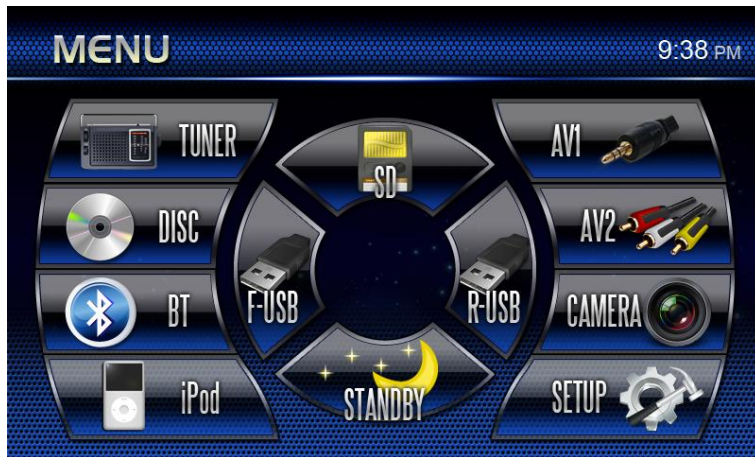 MENU
9:38 PM
TUNER
DISC
BT
iPod
SD
F-USB
R-USB
STANDBY
AV1
AV2
CAMERA
SETUP